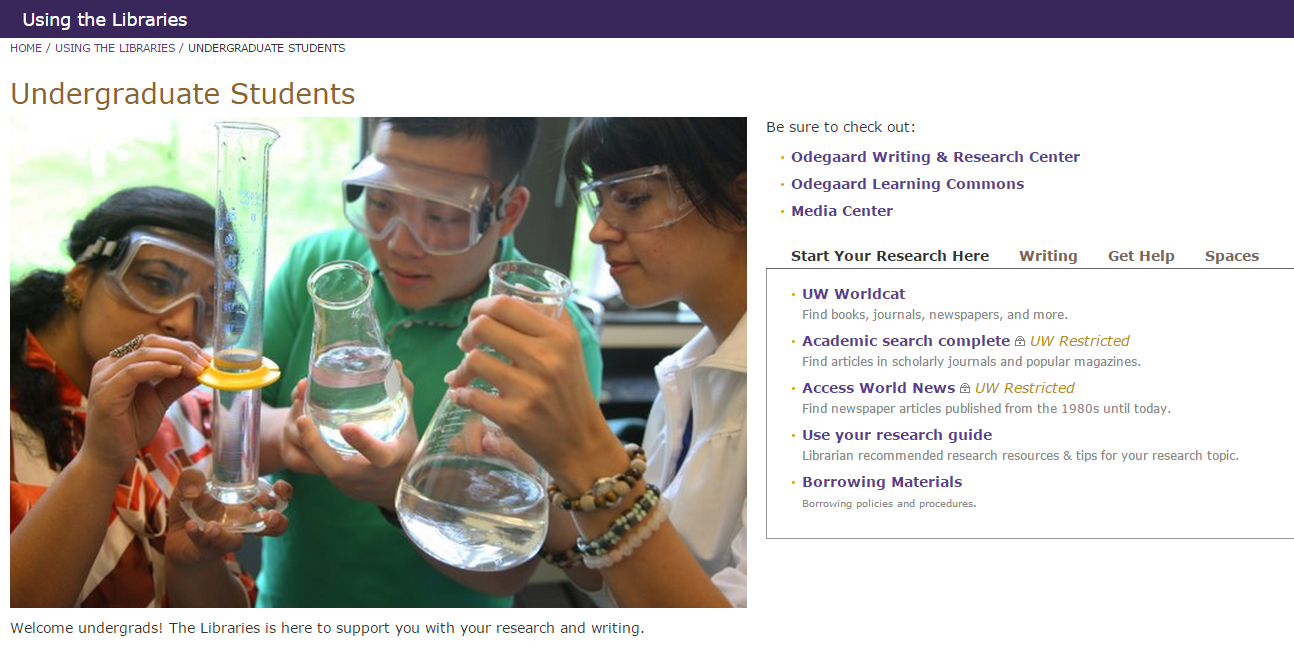 Using the Libraries
HOME / USING THE LIBRARIES / UNDERGRADUATE STUDENTS
Undergraduate Students
Be sure to check out:
Odegaard Writing & Research Center
Odegaard Learning Commons
Media Center
Start Your Research Here Writing Get Help Spaces
UW Worldcat
Find books, journals, newspapers, and more.
Academic search complete UW Restricted
Find articles in scholarly journals and popular magazines.
Access World News UW Restricted
Find newspaper articles published from the 1980s until today.
Use your research guide
Librarian recommended research resources & tips for your research topic.
Borrowing Materials
Borrowing policies and procedures.
Welcome undergrads! The Libraries is here to support you with your research and writing.